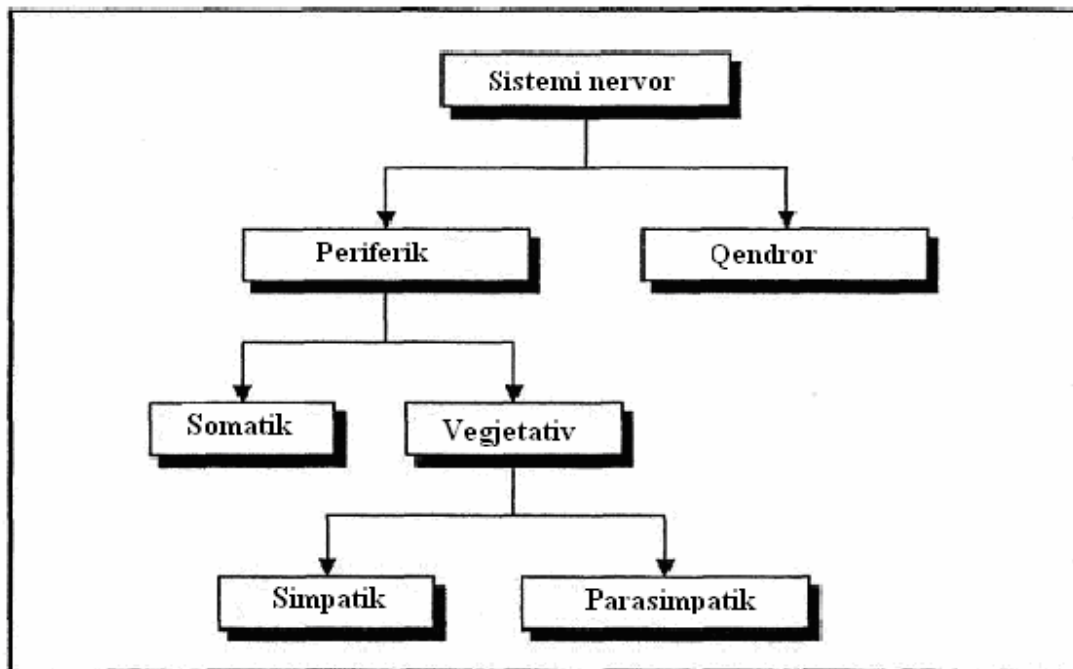 Sistemi nervor
Periferik
Qendror
Somatik
Vegjetativ
Simpatik
Parasimpatik